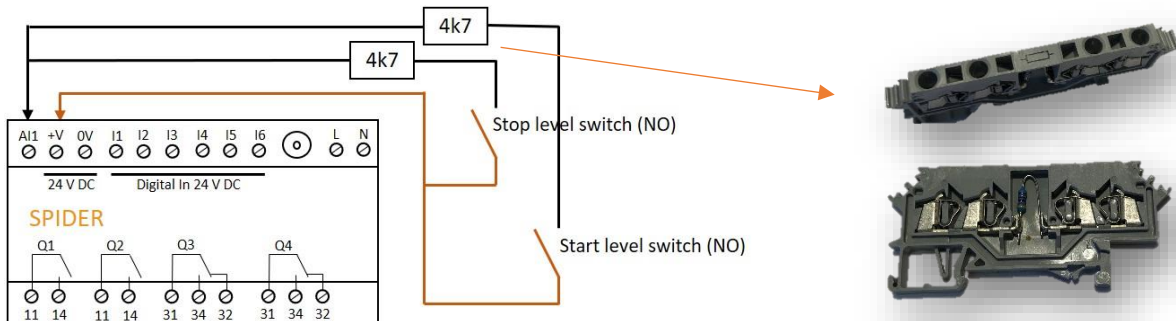 4k7
4k7
Stop level switch (NO)
AI1 +V 0V I1 I2 I3 I4 I5 I6 L N
24 V DC Digital In 24 V DC
SPIDER
Start level switch (NO)
Q1 Q2 Q3 Q4
11 14 11 14 31 34 32 31 34 32